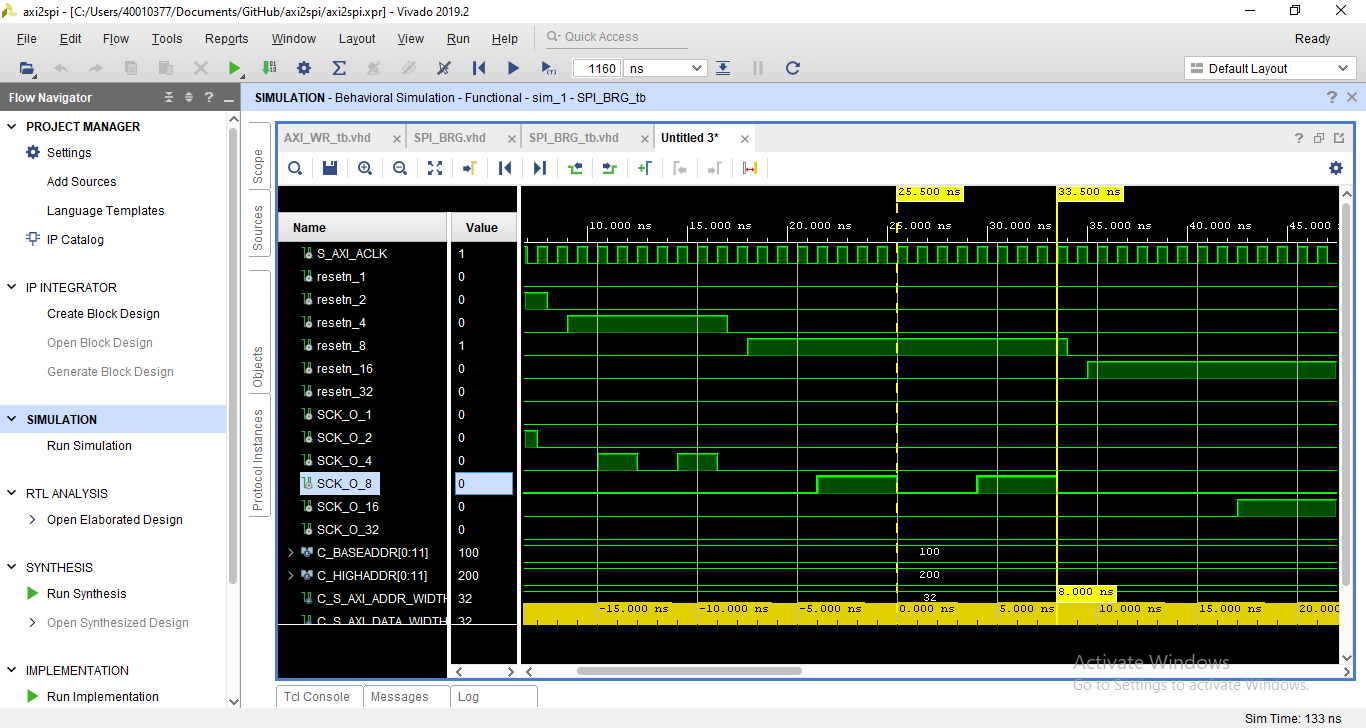 axi2spi - [C:/Users/40010377/Documents/GitHub/axi2spi/axi2spi.xpr] - Vivado 2019.2
File Edit Flow Tools Reports Window Layout View Run Help Quick Access Ready
1160 ns Default Layout
Flow Navigator
SIMULATION - Behavioral Simulation - Functional - sim_1 - SPI_BRG_tb
PROJECT MANAGER
Settings
Add Sources
Language Templates
IP Catalog
IP INTEGRATOR
Create Block Design
Open Block Design
Generate Block Design
SIMULATION
Run Simulation
RTL ANALYSIS
Open Elaborated Design
SYNTHESIS
Run Synthesis
Open Synthesized Design
IMPLEMENTATION
Run Implementation
Scope
Sources
Objects
Protocol Instances
AXI_WR_tb.vhd SPI_BRG.vhd SPI_BRG_tb.vhd Untitled 3*
25.500 ns 33.500 ns
Name Value
10.000 ns 15.000 ns 20.000 ns 25.000 ns 30.000 ns 35.000 ns 40.000 ns 45.000
S_AXI_ACLK 1
resetn_1 0
resetn_2 0
resetn_4 0
resetn_8 1
resetn_16 0
resetn_32 0
SCK_O_1 0
SCK_O_2 0
SCK_O_4 0
SCK_O_8 0
SCK_O_16 0
SCK_O_32 0
C_BASEADDR[0:11] 100 100
C_HIGHADDR[0:11] 200 200
C_S_AXI_ADDR_WIDTH 32 32
C_S_AXI_DATA_WIDTH 32
8.000 ns
-15.000 ns -10.000 ns -5.000 ns 0.000 ns 5.000 ns 10.000 ns 15.000 ns 20.000
Activate Windows
Go to Settings to activate Windows.
Tcl Console Messages Log
Sim Time: 133 ns